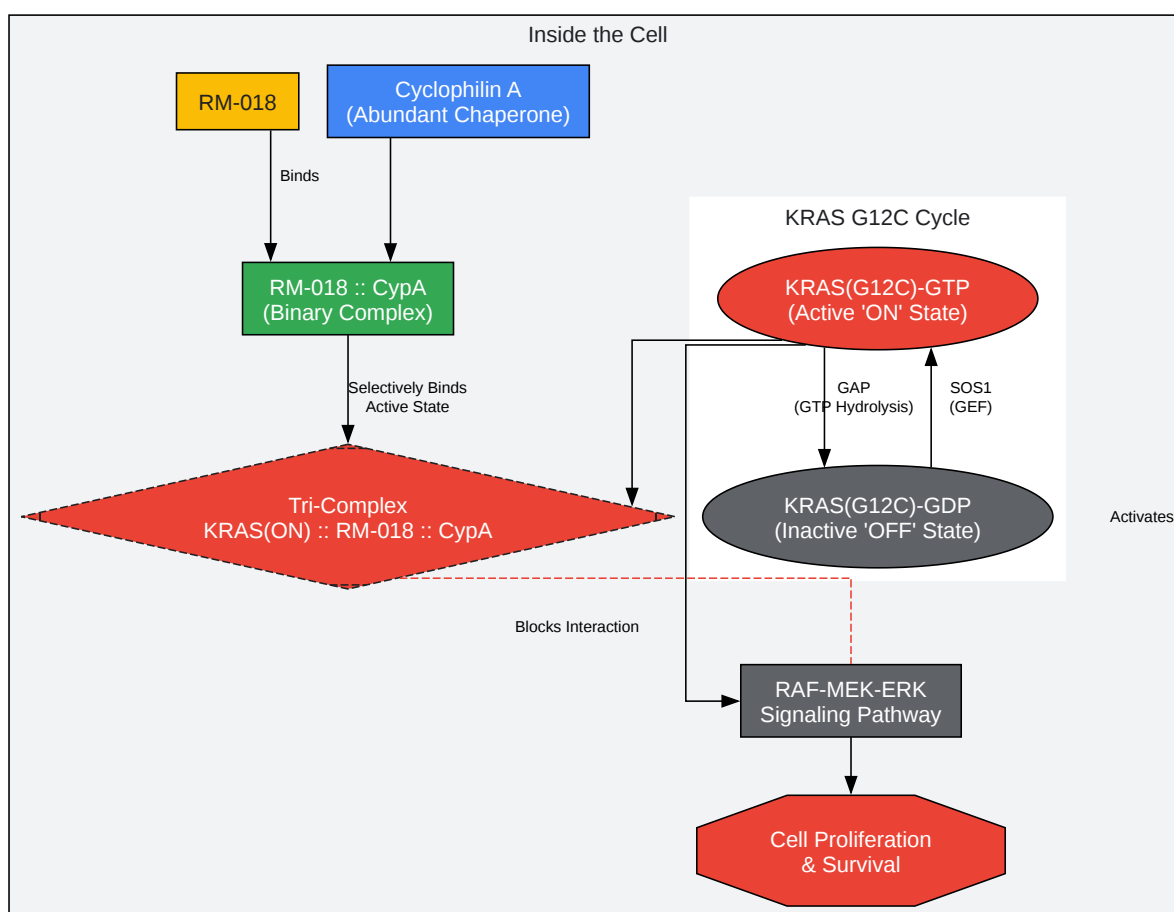 Inside the Cell
RM-018
Cyclophilin A
(Abundant Chaperone)
Binds
KRAS G12C Cycle
RM-018 :: CypA
(Binary Complex)
KRAS(G12C)-GTP
(Active 'ON' State)
Selectively Binds
Active State
GAP
(GTP Hydrolysis)
SOS1
(GEF)
Tri-Complex
KRAS(ON) :: RM-018 :: CypA
KRAS(G12C)-GDP
(Inactive 'OFF' State)
Activates
Blocks Interaction
RAF-MEK-ERK
Signaling Pathway
Cell Proliferation
& Survival